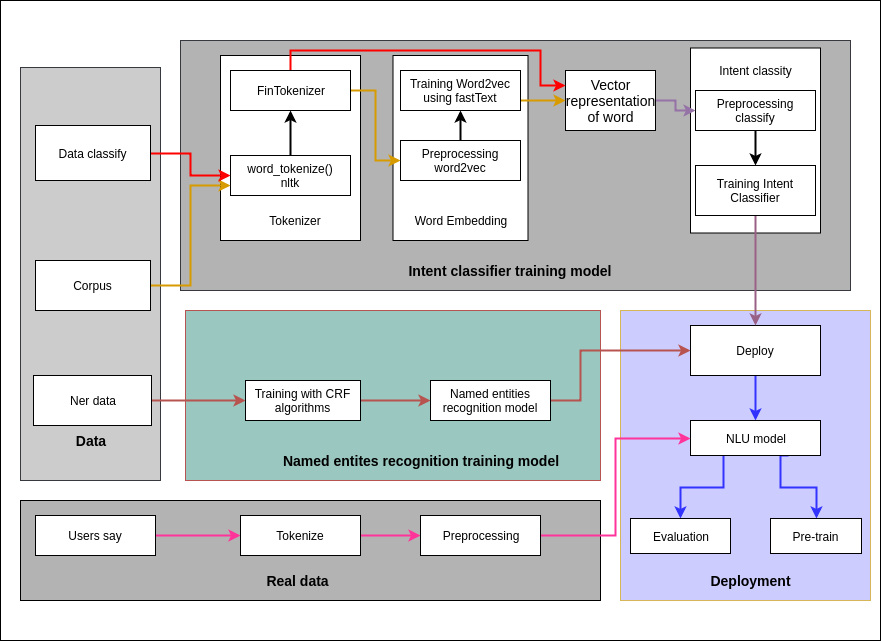 Data classify
Corpus
Ner data
Data
FinTokenizer
word_tokenize()
nltk
Tokenizer
Training Word2vec
using fastText
Preprocessing
word2vec
Word Embedding
Vector
representation
of word
Intent classity
Preprocessing
classify
Training Intent
Classifier
Intent classifier training model
Training with CRF
algorithms
Named entities
recognition model
Named entites recognition training model
Users say
Tokenize
Preprocessing
Real data
Deploy
NLU model
Evaluation
Pre-train
Deployment